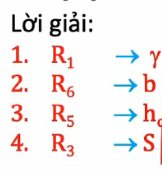 Lời giải:
1. R₁ → γ
2. R₆ → b
3. R₅ → h
4. R₃ → S